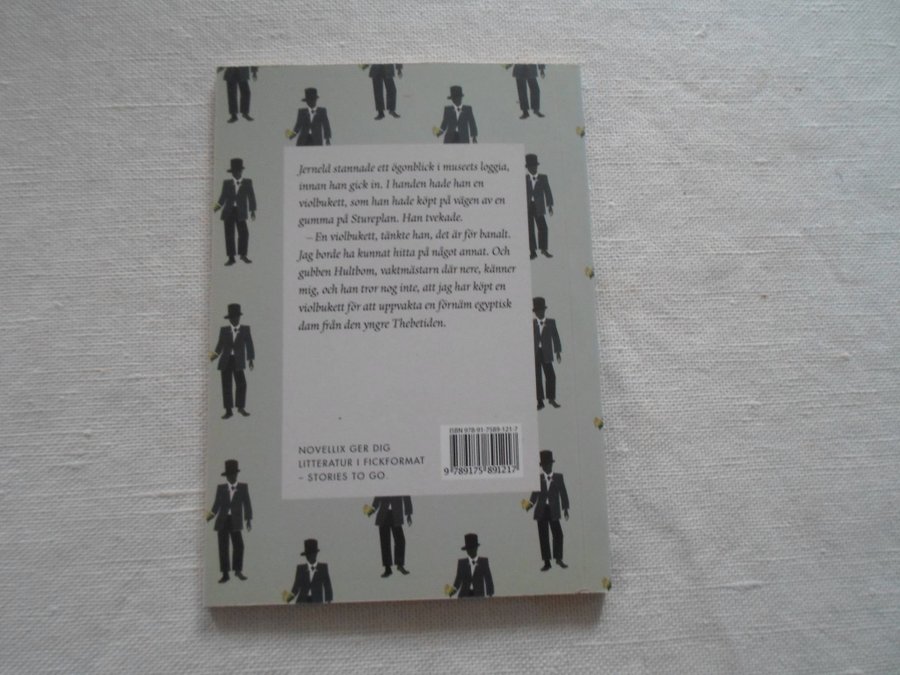 Jerneld stannade ett ögonblick i museets loggia,
innan han gick in. I handen hade han en
violbukett, som han hade köpt på vägen av en
gumma på Stureplan. Han tvekade.
– En violbukett, tänkte han, det är för banalt.
Jag borde ha kunnat hitta på något annat. Och
gubben Hultbom, vaktmästarn där nere, känner
mig, och han tror nog inte, att jag har köpt en
violbukett för att uppvakta en förnäm egyptisk
dam från den yngre Thebetiden.
NOVELLIX GER DIG
LITTERATUR I FICKFORMAT
– STORIES TO GO.
ISBN 978-91-7589-121-7
9 789175 891217